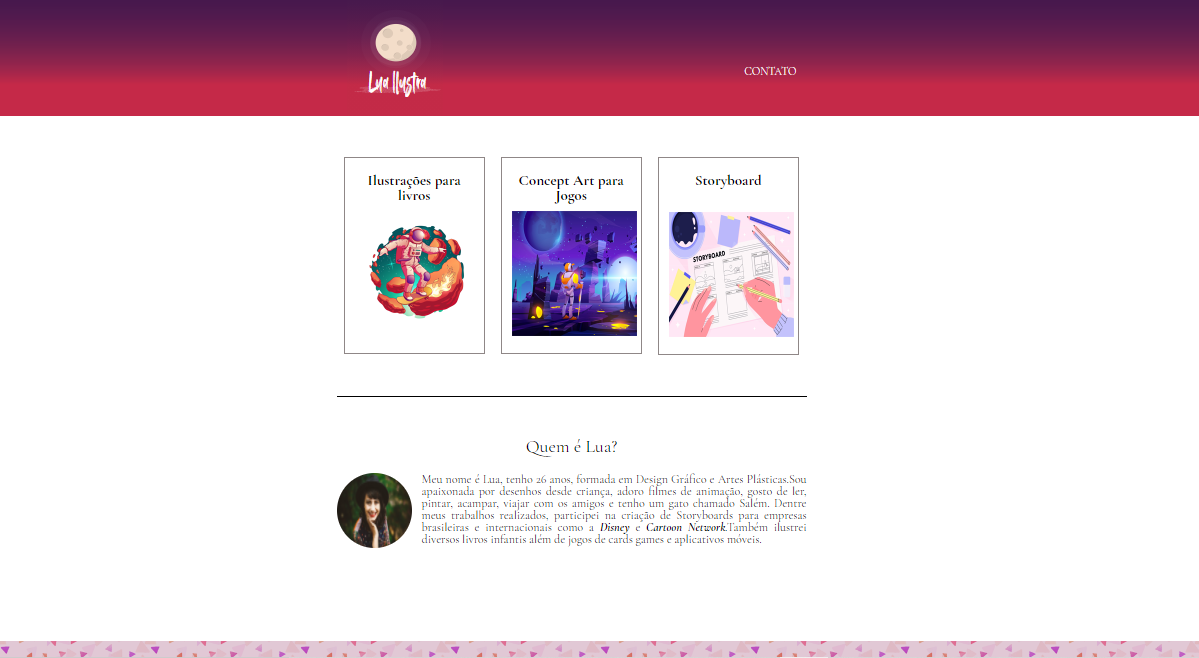 Lua Ilustra
CONTATO
Ilustrações para
livros
Concept Art para
Jogos
Storyboard
STORYBOARD
Quem é Lua?
Meu nome é Lua, tenho 26 anos, formada em Design Gráfico e Artes Plásticas.Sou
apaixonada por desenhos desde criança, adoro filmes de animação, gosto de ler,
pintar, acampar, viajar com os amigos e tenho um gato chamado Salém. Dentre
meus trabalhos realizados, participei na criação de Storyboards para empresas
brasileiras e internacionais como a Disney e Cartoon Network.Também ilustrei
diversos livros infantis além de jogos de cards games e aplicativos móveis.